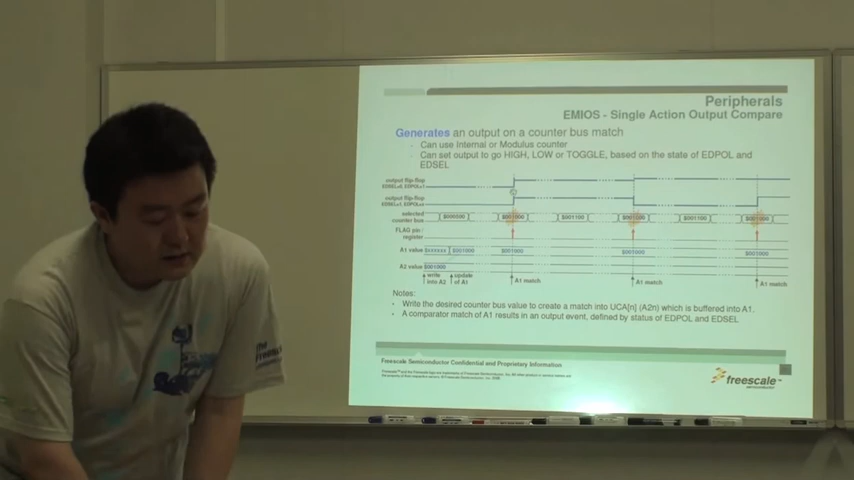 Peripherals
EMIOS - Single Action Output Compare
Generates an output on a counter bus match
Can use Internal or Modulus counter
Can set output to go HIGH, LOW or TOGGLE, based on the state of EDPOL and
EDSEL
output flip-flop
output flip-flop
selected
counter bus $000500 $001000 $001100 $001000 $001100 $001000
FLAG pin /
register
A1 value $xxxxxx $001000 $001000 $001000 $001000
A2 value $001000
write into A2 update of A1 A1 match A1 match A1 match
Notes:
Write the desired counter bus value to create a match into UCA[n] (A2n) which is buffered into A1.
A comparator match of A1 results in an output event, defined by status of EDPOL and EDSEL
Freescale Semiconductor Confidential and Proprietary Information
freescale™
semiconductor